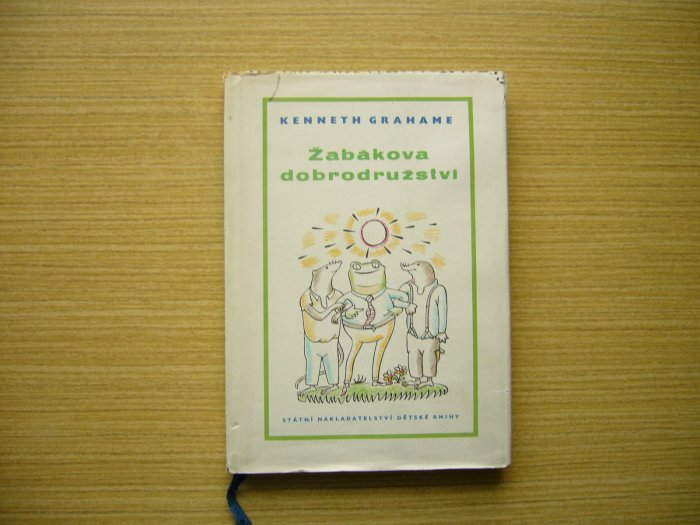 KENNETH GRAHAME
Žabákova
dobrodružství
STÁTNÍ NAKLADATELSTVÍ DĚTSKÉ KNIHY